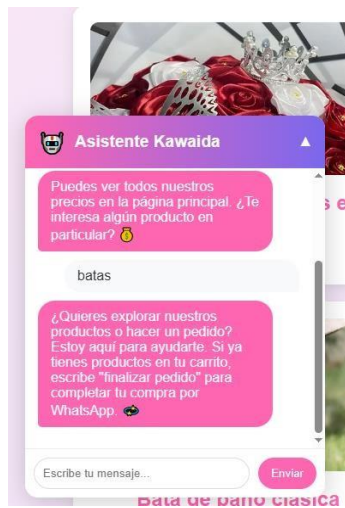 Asistente Kawaida
Puedes ver todos nuestros
precios en la página principal. ¿Te
interesa algún producto en
particular?
s e
batas
¿Quieres explorar nuestros
productos o hacer un pedido?
Estoy aquí para ayudarte. Si ya
tienes productos en tu carrito,
escribe "finalizar pedido" para
completar tu compra por
WhatsApp.
Escribe tu mensaje...
Enviar
Bata de baño clásica